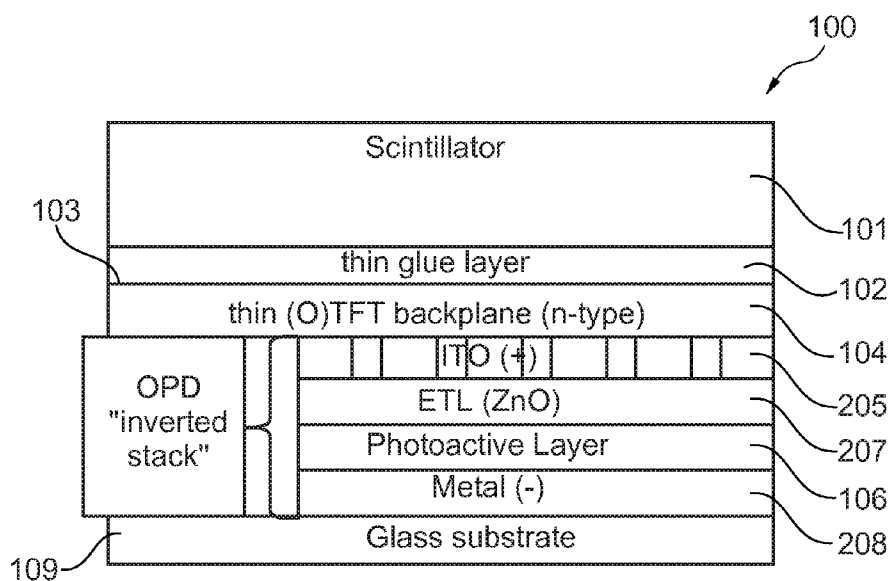 100
Scintillator
103
101
thin glue layer
102
thin (O)TFT backplane (n-type)
104
ITO (+)
205
OPD
"inverted
stack"
ETL (ZnO)
207
Photoactive Layer
106
Metal (-)
208
Glass substrate
109